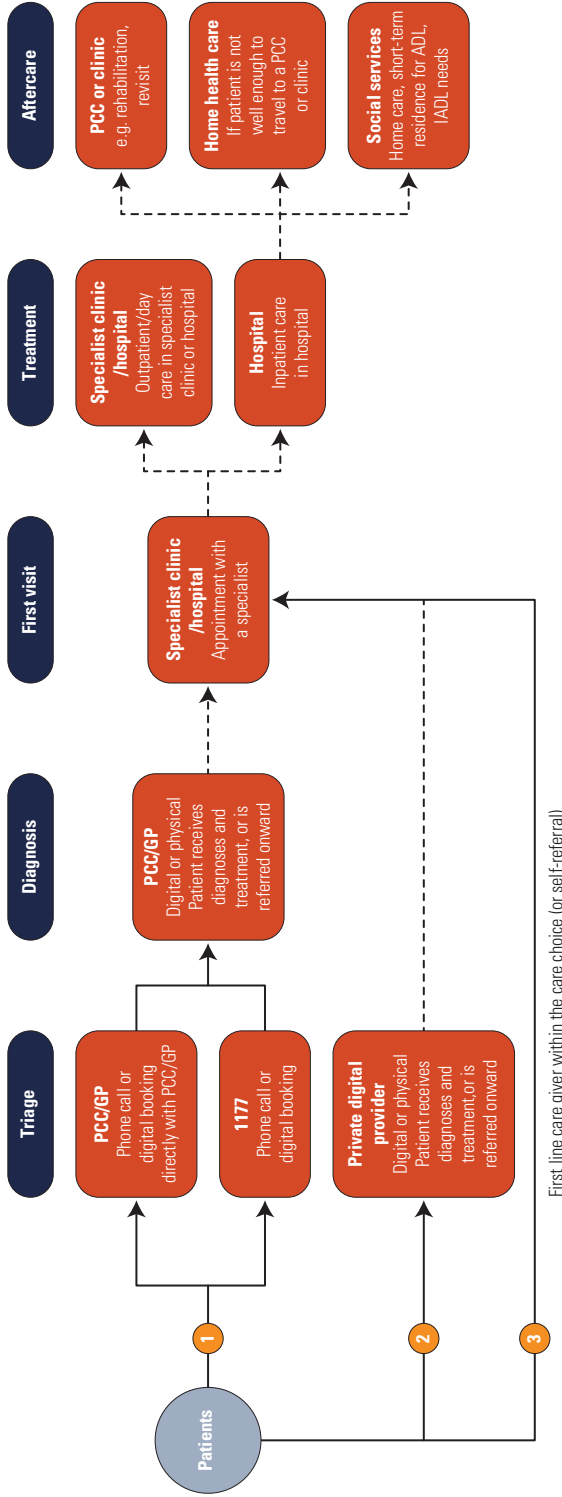 Triage
Diagnosis
First visit
Treatment
Aftercare
Patients
1
2
3
PCC/GP
Phone call or
digital booking
directly with PCC/GP
1177
Phone call or
digital booking
Private digital
provider
Digital or physical
Patient receives
diagnoses and
treatment,or is
referred onward
PCC/GP
Digital or physical
Patient receives
diagnoses and
treatment, or is
referred onward
Specialist clinic
/hospital
Appointment with
a specialist
Specialist clinic
/hospital
Outpatient/day
care in specialist
clinic or hospital
Hospital
Inpatient care
in hospital
PCC or clinic
e.g. rehabilitation,
revisit
Home health care
If patient is not
well enough to
travel to a PCC
or clinic
Social services
Home care, short-term
residence for ADL,
IADL needs
First line care giver within the care choice (or self-referral)